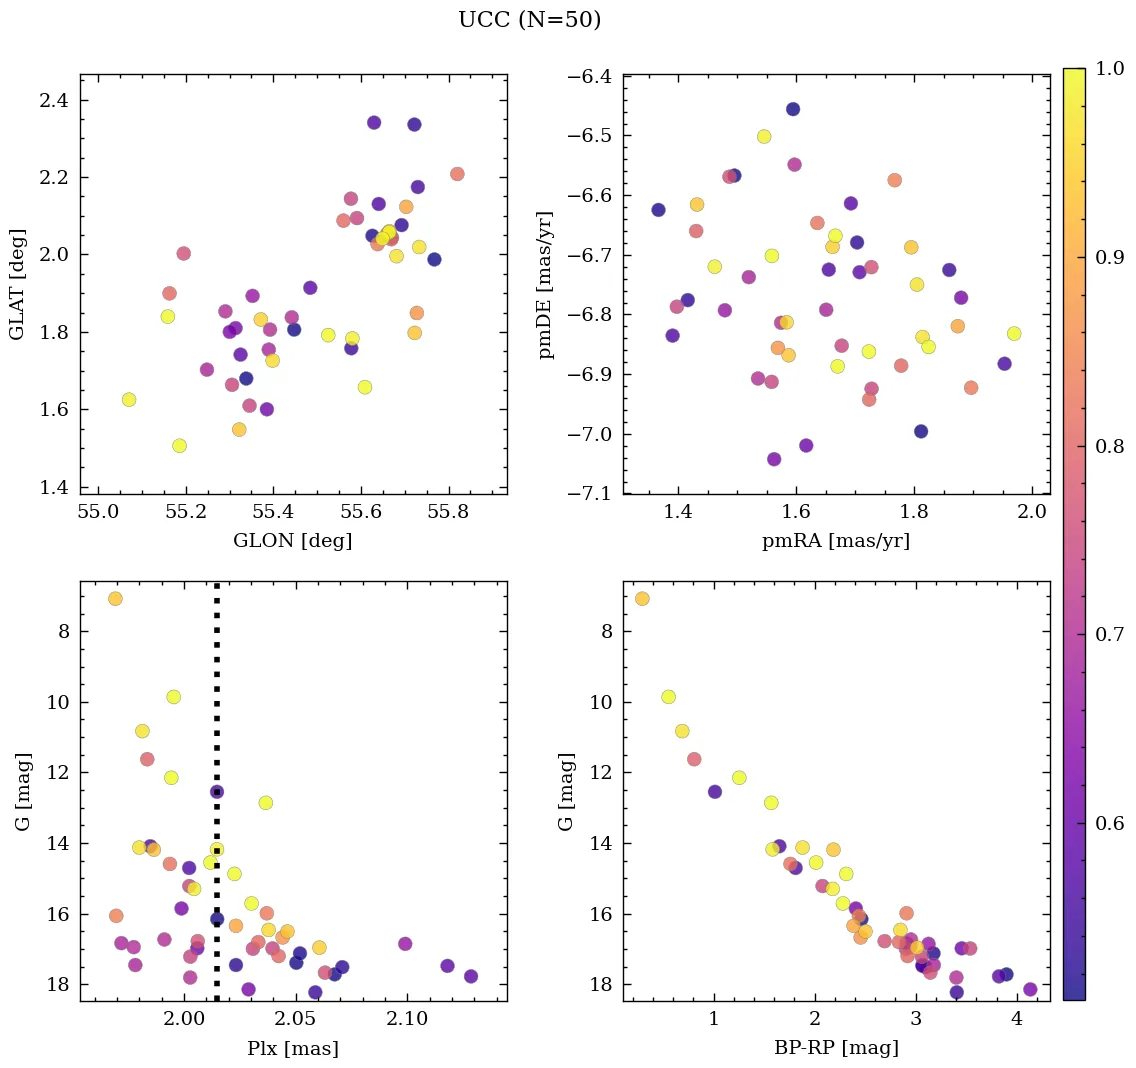 UCC (N=50)
2.4
2.2
2.0
1.8
1.6
1.4
GLAT [deg]
55.0 55.2 55.4 55.6 55.8
GLON [deg]
−6.4
−6.5
−6.6
−6.7
−6.8
−6.9
−7.0
−7.1
pmDE [mas/yr]
1.4 1.6 1.8 2.0
pmRA [mas/yr]
1.0
0.9
0.8
0.7
0.6
8
10
12
14
16
18
G [mag]
2.00 2.05 2.10
Plx [mas]
8
10
12
14
16
18
G [mag]
1 2 3 4
BP-RP [mag]